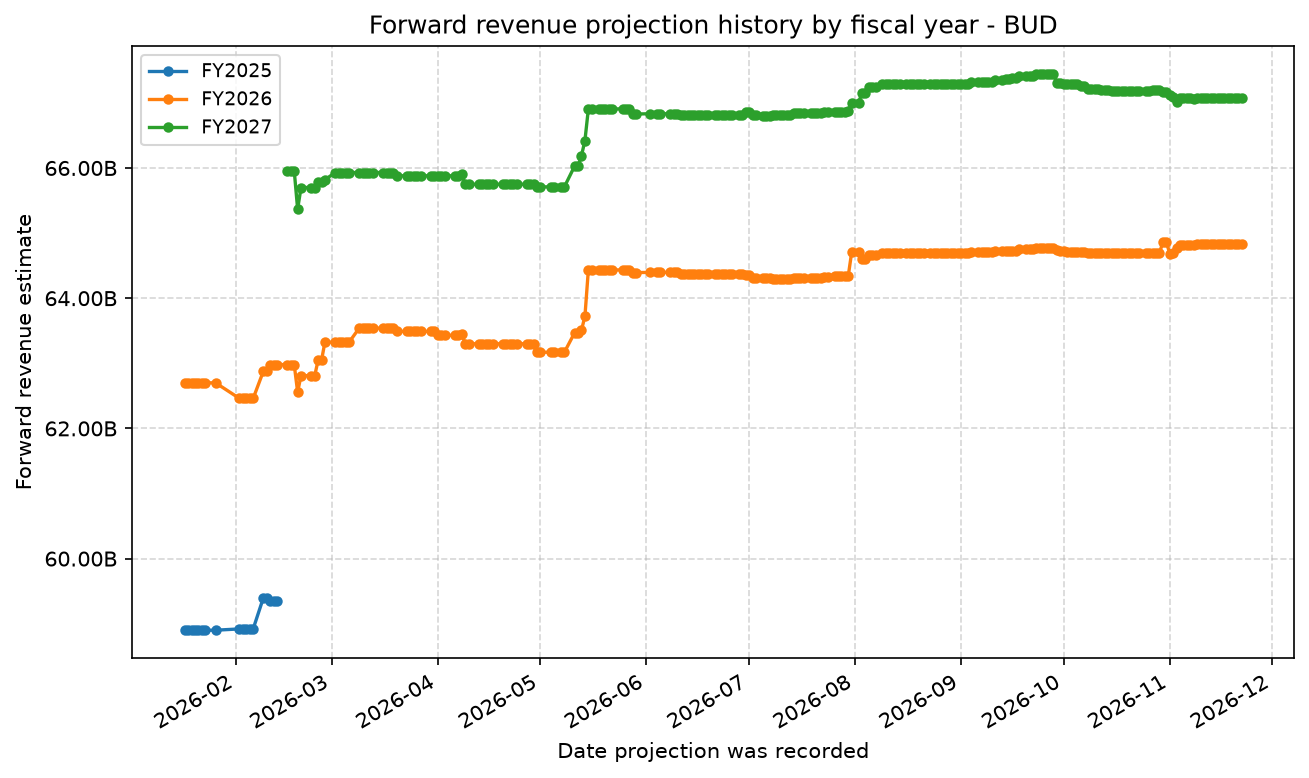 Forward revenue projection history by fiscal year - BUD
FY2025
FY2026
FY2027
Forward revenue estimate
66.00B
64.00B
62.00B
60.00B
2026-02
2026-03
2026-04
2026-05
2026-06
2026-07
2026-08
2026-09
2026-10
2026-11
2026-12
Date projection was recorded